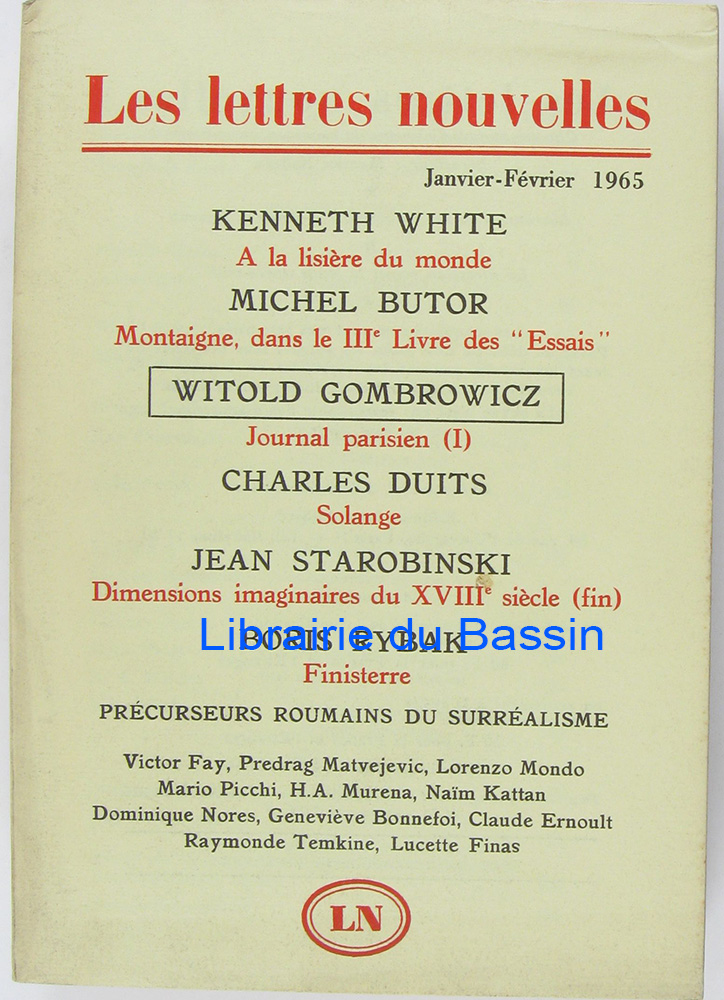 Les lettres nouvelles
Janvier-Février 1965
KENNETH WHITE
A la lisière du monde
MICHEL BUTOR
Montaigne, dans le IIIe Livre des "Essais"
WITOLD GOMBROWICZ
Journal parisien (I)
CHARLES DUITS
Solange
JEAN STAROBINSKI
Dimensions imaginaires du XVIIIe siècle (fin)
BORIS RYBAK
Librairie du Bassin
Finisterre
PRÉCURSEURS ROUMAINS DU SURRÉALISME
Victor Fay, Predrag Matvejevic, Lorenzo Mondo
Mario Picchi, H.A. Murena, Naïm Kattan
Dominique Nores, Geneviève Bonnefoi, Claude Ernoult
Raymonde Temkine, Lucette Finas
LN